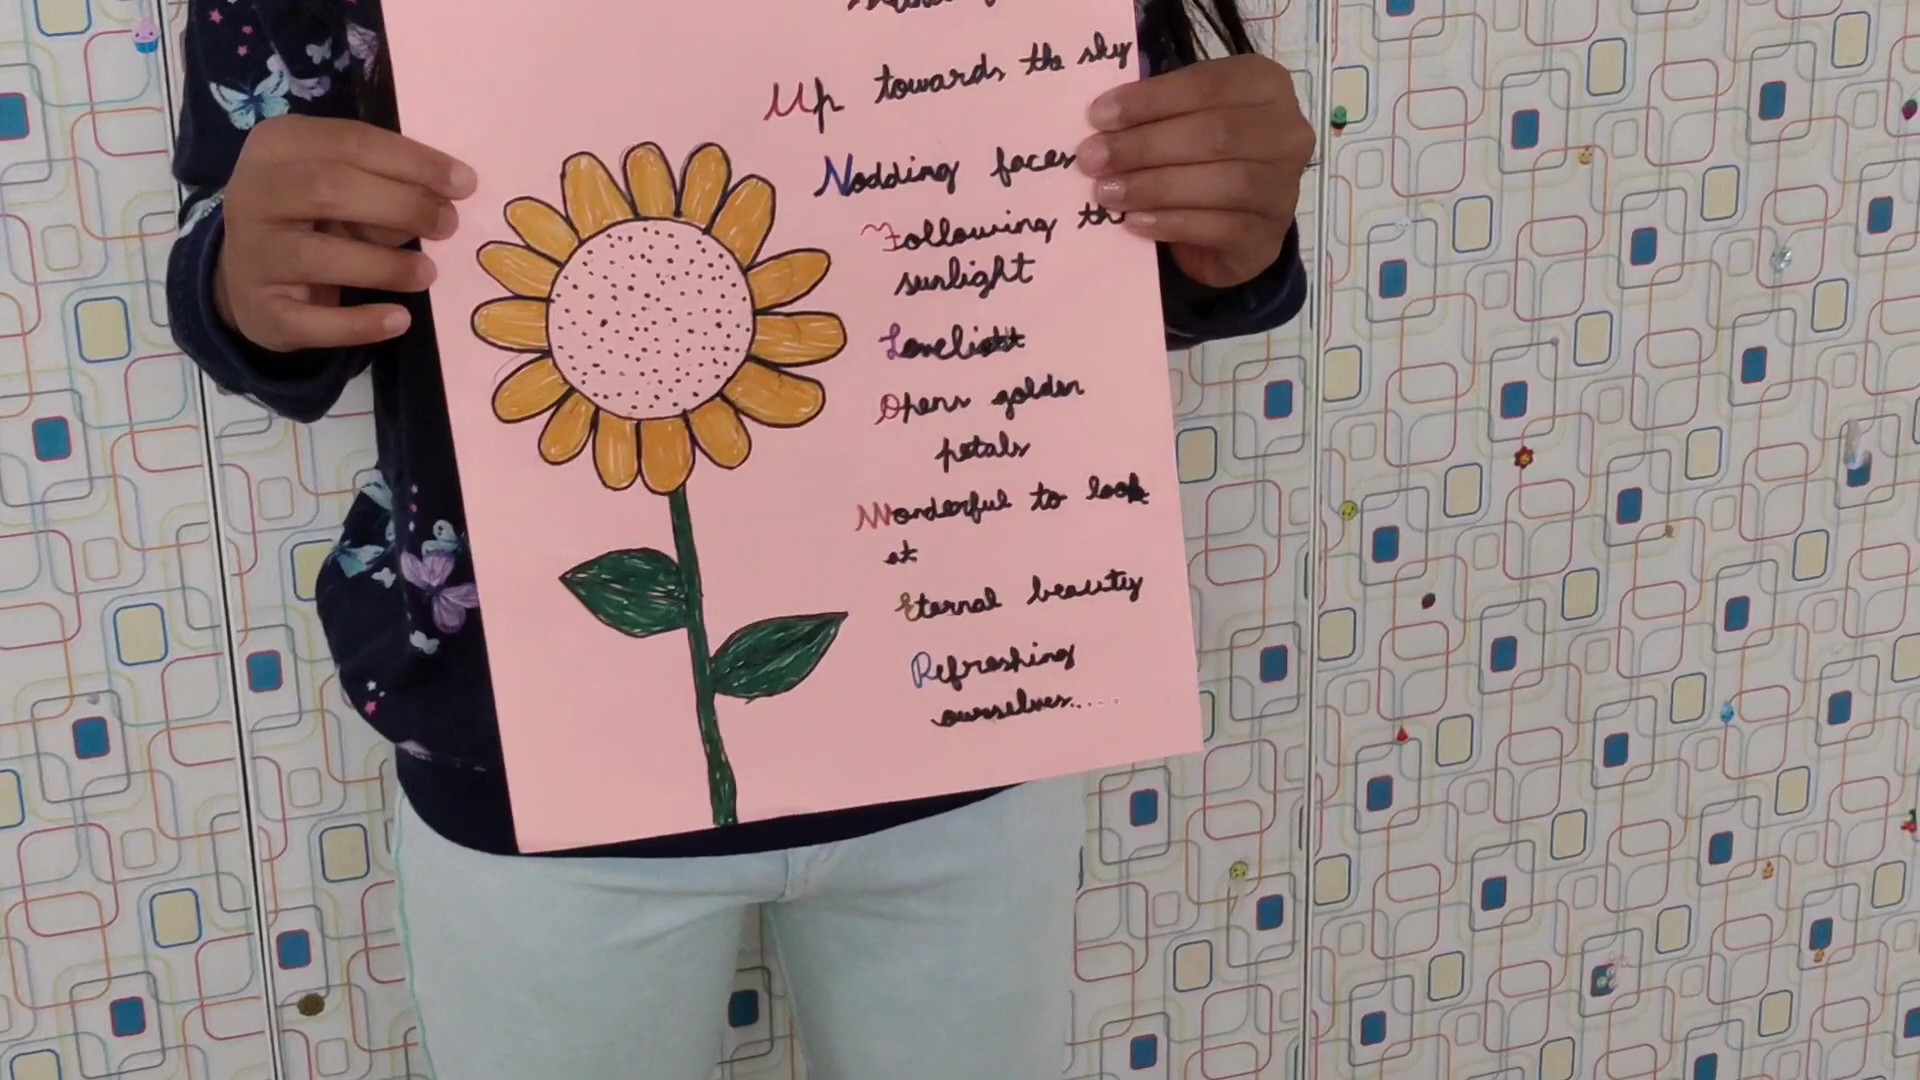 Up towards the sky
Nodding faces
Following the
sunlight
Loveliest
Opens golden
petals
Wonderful to look
at
Eternal beauty
Refreshing
ourselves....